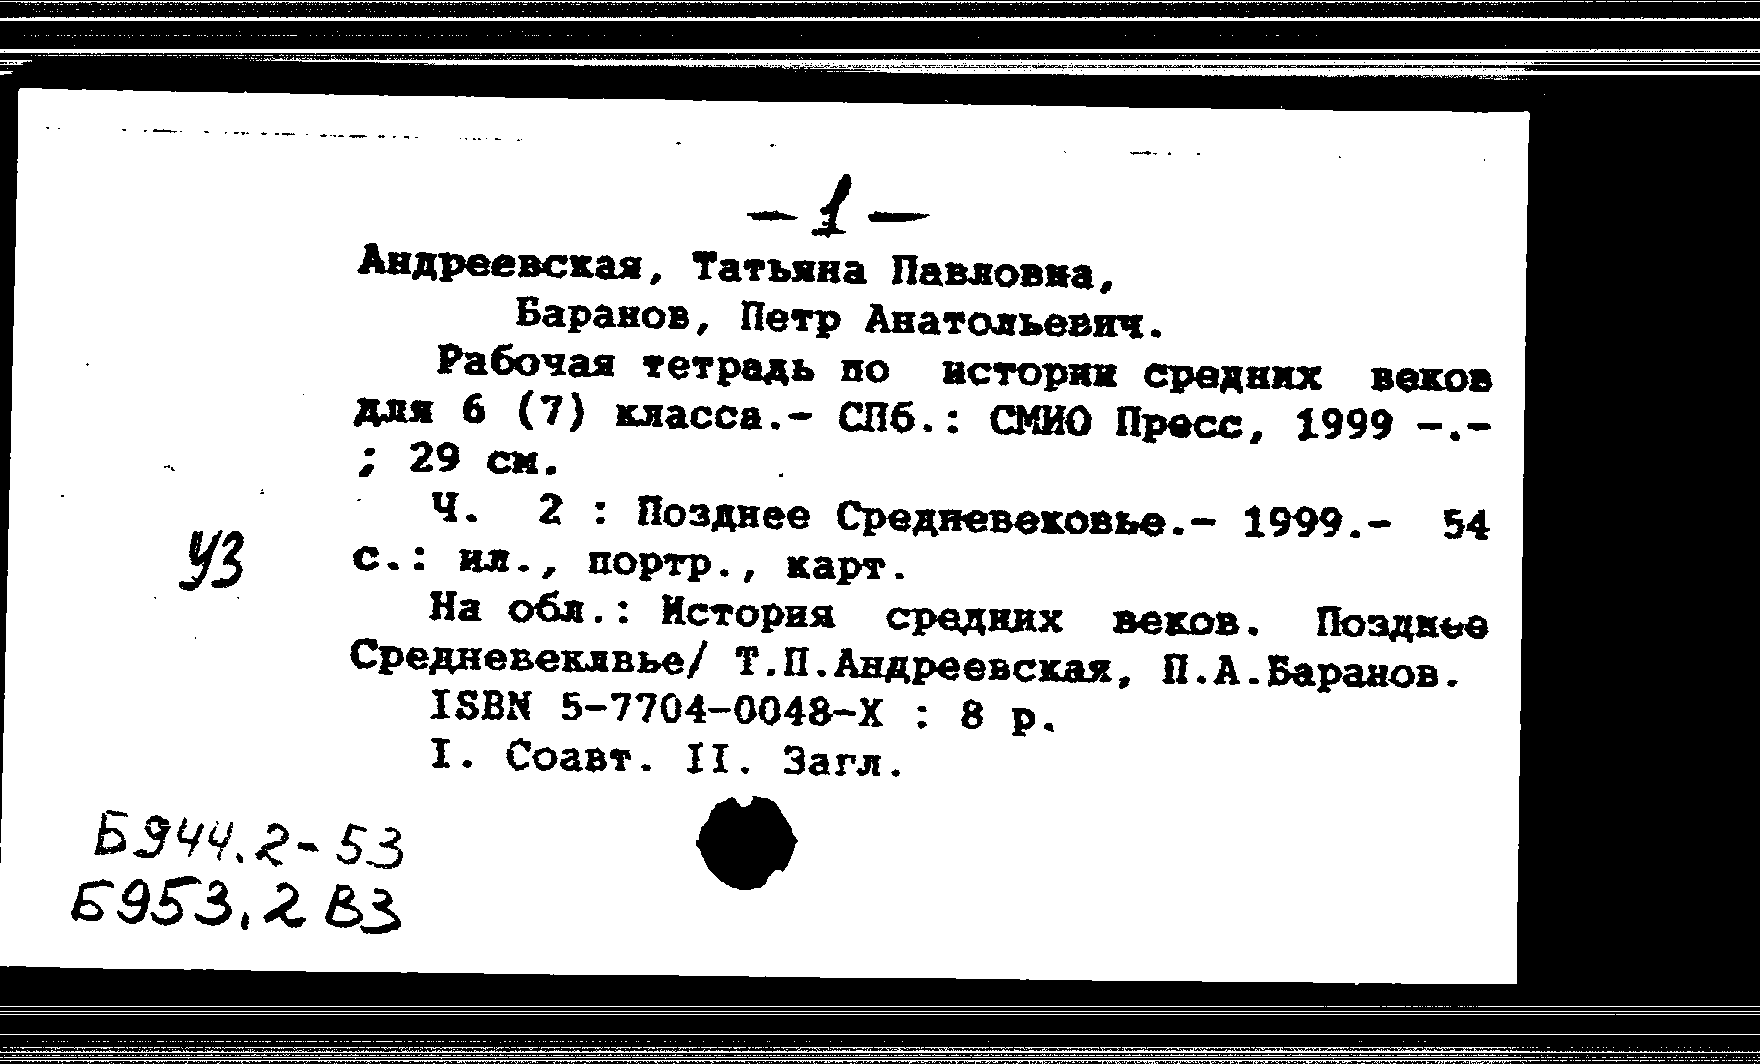 — 1 —
Андреевская, Татьяна Павловна,
Баранов, Петр Анатольевич.
Рабочая тетрадь по истории средних веков
для 6 (7) класса.- СПб.: СМИО Пресс, 1999 -.-
; 29 см.
Ч. 2 : Позднее Средневековье.- 1999.- 54
с.: ил., портр., карт.
УЗ
На обл.: История средних веков. Позднее
Средневеклвье/ Т.П.Андреевская, П.А.Баранов.
ISBN 5-7704-0048-X : 8 р.
I. Соавт. II. Загл.
Б944.2-53
Б953.2 В3